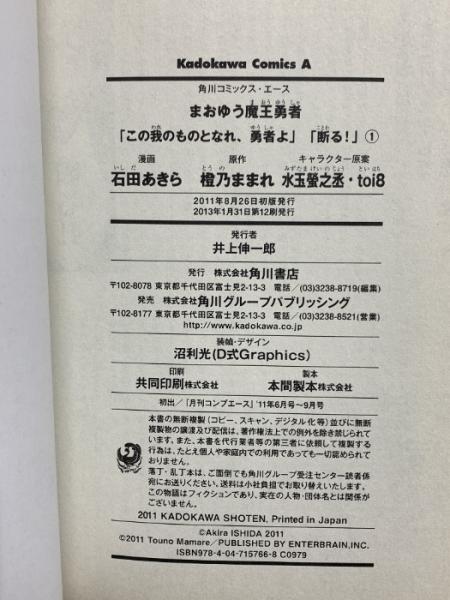 Kadokawa Comics A
角川コミックス・エース
まおゆう魔王勇者
「この我のものとなれ、勇者よ」「断る!」①
漫画 原作 キャラクター原案
石田あきら 橙乃ままれ 水玉螢之丞・toi8
2011年8月26日初版発行
2013年1月31日第12刷発行
発行者
井上伸一郎
発行 株式会社角川書店
〒102-8078 東京都千代田区富士見2-13-3 電話/(03)3238-8719(編集)
発売 株式会社角川グループパブリッシング
〒102-8177 東京都千代田区富士見2-13-3 電話/(03)3238-8521(営業)
http://www.kadokawa.co.jp
装幀・デザイン
沼利光(D式Graphics)
印刷 製本
共同印刷株式会社 本間製本株式会社
初出/「月刊コンプエース」'11年6月号〜9月号
本書の無断複製(コピー、スキャン、デジタル化等)並びに無断
複製物の譲渡及び配信は、著作権法上での例外を除き禁じられて
います。また、本書を代行業者等の第三者に依頼して複製する
行為は、たとえ個人や家庭内での利用であっても一切認められて
おりません。
落丁・乱丁本は、ご面倒でも角川グループ受注センター読者係
宛にお送りください。送料は小社負担でお取り替えいたします。
この物語はフィクションであり、実在の人物・団体名とは関係が
ございません。
2011 KADOKAWA SHOTEN, Printed in Japan
©Akira ISHIDA 2011
©2011 Touno Mamare/PUBLISHED BY ENTERBRAIN,INC.
ISBN978-4-04-715766-8 C0979